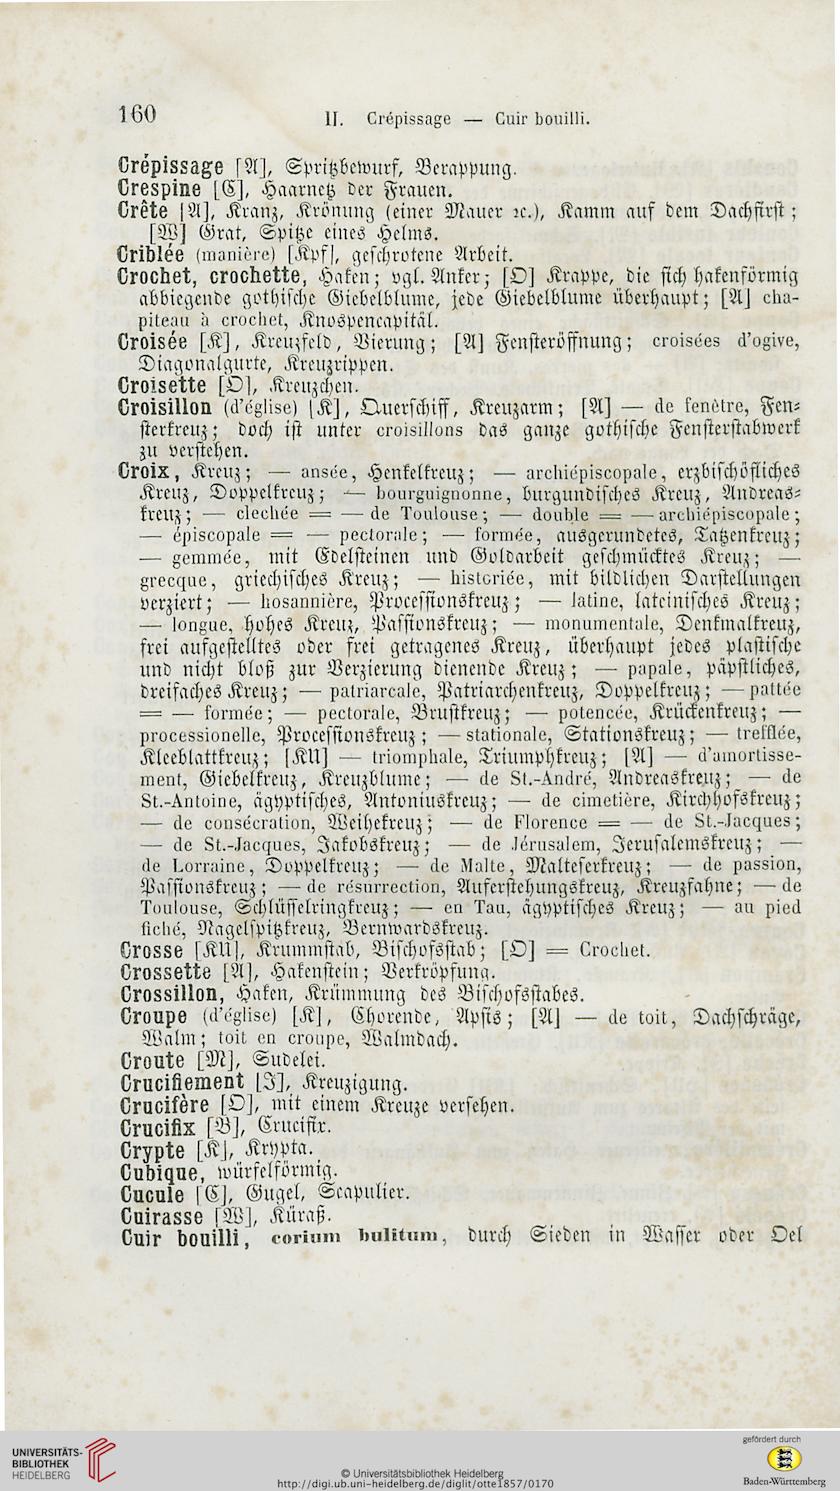 160
II. Crépissage — Cuir bouilli.
Crépissage [A], Spritzbewurf, Berappung.
Crespine [C], Haarnetz der Frauen.
Crête [A], Kranz, Krönung (einer Mauer ꝛc.), Kamm auf dem Dachfirst;
[W] Grat, Spitze eines Helms.
Criblée (manière) [Kpf], geschrotene Arbeit.
Crochet, crochette, Haken; vgl. Anker; [O] Krappe, die sich hakenförmig
abbiegende gothische Giebelblume, jede Giebelblume überhaupt; [A] cha-
piteau à crochet, Knospencapitäl.
Croisée [K], Kreuzfeld, Vierung; [A] Fensteröffnung; croisées d'ogive,
Diagonalgurte, Kreuzrippen.
Croisette [O], Kreuzchen.
Croisillon (d'église) [K], Querschiff, Kreuzarm; [A] — de fenêtre, Fen-
sterkreuz; doch ist unter croisillons das ganze gothische Fensterstabwerk
zu verstehen.
Croix, Kreuz; — ansée, Henkelkreuz; — archiépiscopale, erzbischöfliches
Kreuz, Doppelkreuz; — bourguignonne, burgundisches Kreuz, Andreas-
kreuz; — clechée = — de Toulouse; — double = — archiépiscopale;
— épiscopale = — pectorale; — formée, ausgerundetes, Tatzenkreuz;
— gemmée, mit Edelsteinen und Goldarbeit geschmücktes Kreuz; —
grecque, griechisches Kreuz; — historiée, mit bildlichen Darstellungen
verziert; — hosannière, Processionskreuz; — latine, lateinisches Kreuz;
— longue, hohes Kreuz, Passionskreuz; — monumentale, Denkmalkreuz,
frei aufgestelltes oder frei getragenes Kreuz, überhaupt jedes plastische
und nicht bloß zur Verzierung dienende Kreuz; — papale, päpstliches,
dreifaches Kreuz; — patriarcale, Patriarchenkreuz, Doppelkreuz; — pattée
= — formée; — pectorale, Brustkreuz; — potencée, Krückenkreuz; —
processionelle, Processionskreuz; — stationale, Stationskreuz; — trefflée,
Kleeblattkreuz; [KU] — triomphale, Triumphkreuz; [A] — d'amortisse-
ment, Giebelkreuz, Kreuzblume; — de St.-André, Andreaskreuz; — de
St.-Antoine, ägyptisches, Antoniuskreuz; — de cimetière, Kirchhofskreuz;
— de consécration, Weihekreuz; — de Florence = — de St.-Jacques;
— de St.-Jacques, Jakobskreuz; — de Jérusalem, Jerusalemskreuz; —
de Lorraine, Doppelkreuz; — de Malte, Malteserkreuz; — de passion,
Passionskreuz; — de résurrection, Auferstehungskreuz, Kreuzfahne; — de
Toulouse, Schlüsselringkreuz; — en Tau, ägyptisches Kreuz; — au pied
fiché, Nagelspitzkreuz, Bernwardskreuz.
Crosse [KU], Krummstab, Bischofsstab; [O] = Crochet.
Crossette [A], Hakenstein; Verkröpfung.
Crossillon, Haken, Krümmung des Bischofsstabes.
Croupe (d'église) [K], Chorende, Apsis; [A] — de toit, Dachschräge,
Walm; toit en croupe, Walmdach.
Croute [M], Sudelei.
Crucifiement [I], Kreuzigung.
Crucifère [O], mit einem Kreuze versehen.
Crucifix [B], Crucifix.
Crypte [K], Krypta.
Cubique, würfelförmig.
Cucule [C], Gugel, Scapulier.
Cuirasse [W], Küraß.
Cuir bouilli, corium bulitum, durch Sieden in Wasser oder Oel
UNIVERSITÄTS-
BIBLIOTHEK
HEIDELBERG
© Universitätsbibliothek Heidelberg
http://digi.ub.uni-heidelberg.de/diglit/otte1857/0170
gefördert durch
Baden-Württemberg